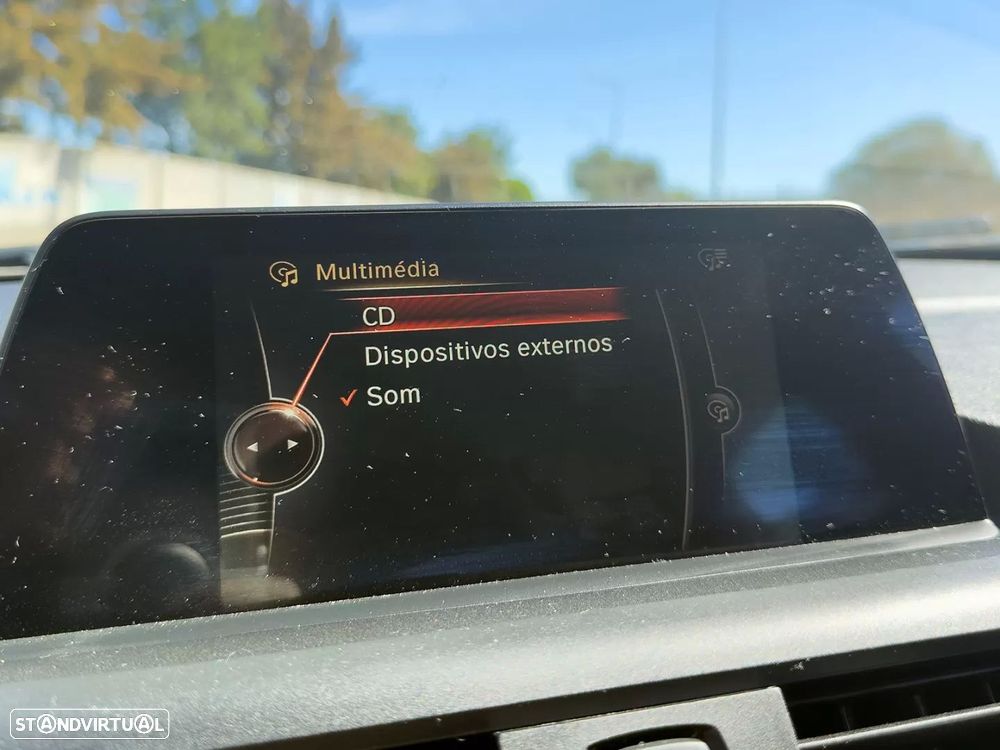 Multimédia
CD
Dispositivos externos
✓ Som
STANDVIRTUAL